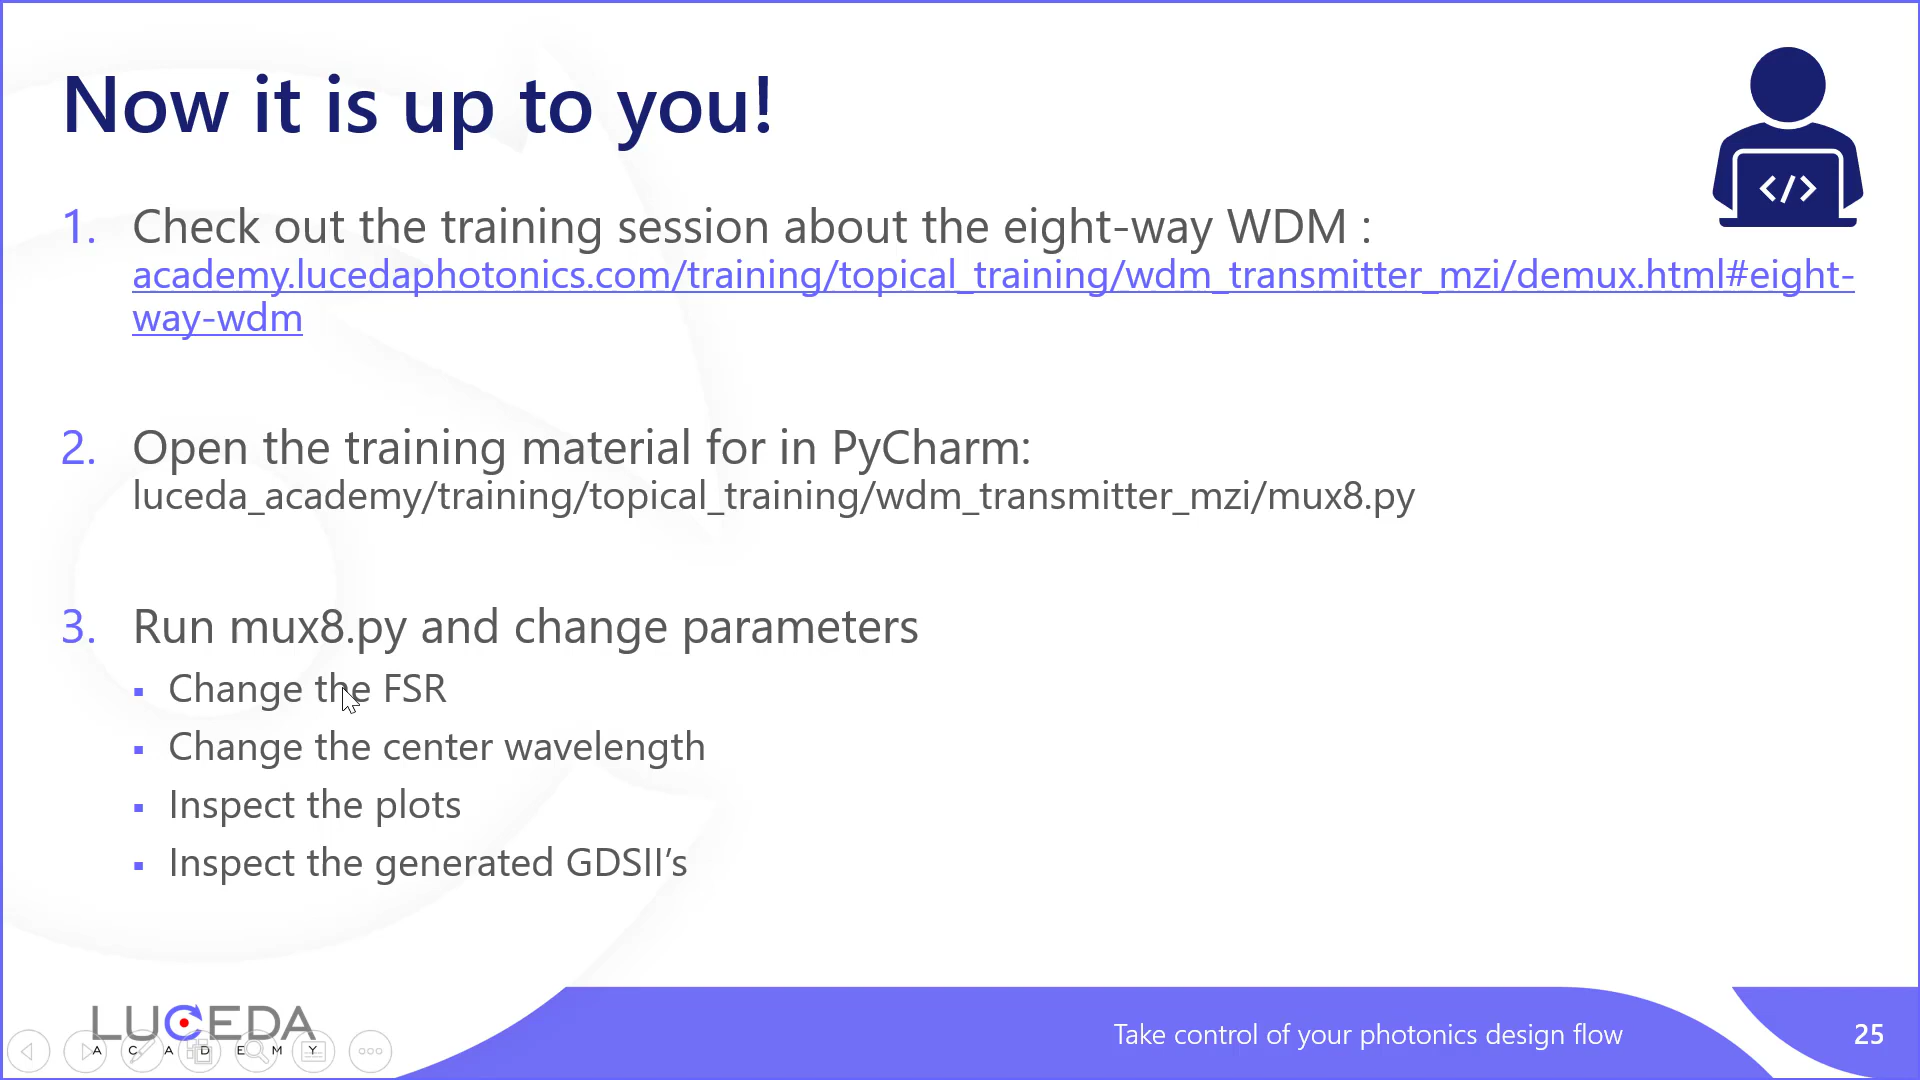 Now it is up to you!
</>
1. Check out the training session about the eight-way WDM :
academy.lucedaphotonics.com/training/topical_training/wdm_transmitter_mzi/demux.html#eight-
way-wdm
2. Open the training material for in PyCharm:
luceda_academy/training/topical_training/wdm_transmitter_mzi/mux8.py
3. Run mux8.py and change parameters
▪ Change the FSR
▪ Change the center wavelength
▪ Inspect the plots
▪ Inspect the generated GDSII’s
LUCEDA
ACADEMY
Take control of your photonics design flow
25